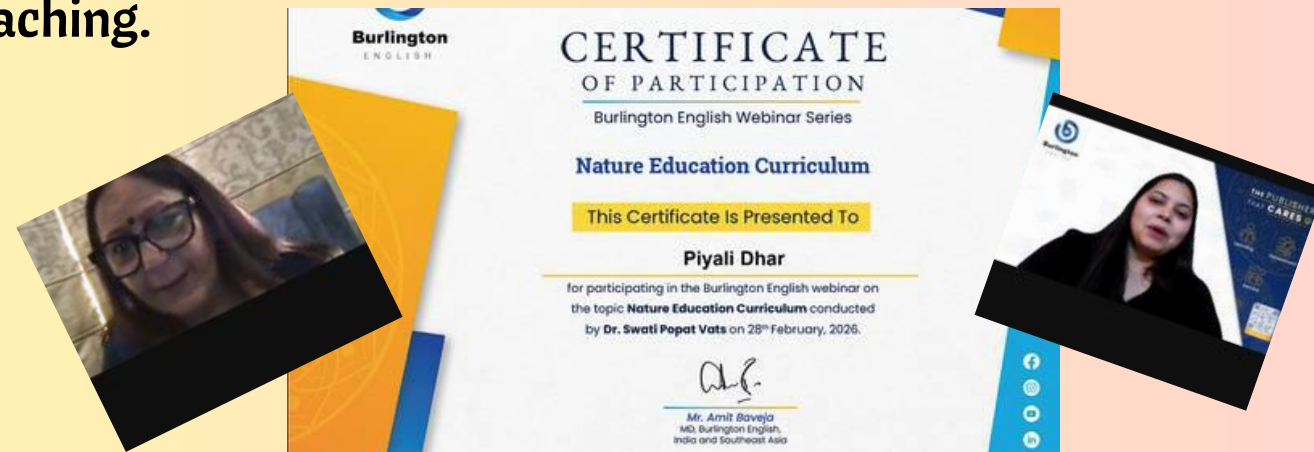 aching.
Burlington
ENGLISH
CERTIFICATE
OF PARTICIPATION
Burlington English Webinar Series
Nature Education Curriculum
This Certificate Is Presented To
Piyali Dhar
for participating in the Burlington English webinar on
the topic Nature Education Curriculum conducted
by Dr. Swati Popat Vats on 28th February, 2026.
Mr. Amit Baveja
MD, Burlington English,
India and Southeast Asia
Burlington
THE PUBLISHER
THAT CARES